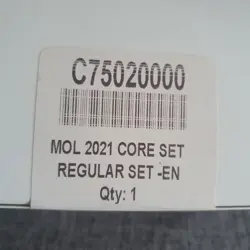 C75020000
MOL 2021 CORE SET
REGULAR SET -EN
Qty: 1